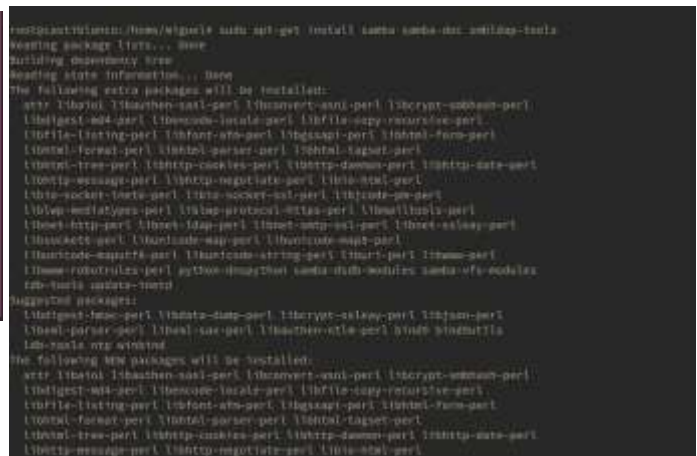 root@castiblanco:/home/miguel# sudo apt-get install samba samba-doc smbldap-tools
Reading package lists... Done
Building dependency tree
Reading state information... Done
The following extra packages will be installed:
attr libaio1 libauthen-sasl-perl libconvert-asn1-perl libcrypt-smbhash-perl
libdigest-md4-perl libencode-locale-perl libfile-copy-recursive-perl
libfile-listing-perl libfont-afm-perl libgssapi-perl libhtml-form-perl
libhtml-format-perl libhtml-parser-perl libhtml-tagset-perl
libhtml-tree-perl libhttp-cookies-perl libhttp-daemon-perl libhttp-date-perl
libhttp-message-perl libhttp-negotiate-perl libio-html-perl
libio-socket-inet6-perl libio-socket-ssl-perl libjcode-pm-perl
liblwp-mediatypes-perl liblwp-protocol-https-perl libmailtools-perl
libnet-http-perl libnet-ldap-perl libnet-smtp-ssl-perl libnet-ssleay-perl
libsocket6-perl libunicode-map-perl libunicode-map8-perl
libunicode-maputf8-perl libunicode-string-perl liburi-perl libwww-perl
libwww-robotrules-perl python-dnspython samba-dsdb-modules samba-vfs-modules
tdb-tools update-inetd
Suggested packages:
libdigest-hmac-perl libdata-dump-perl libcrypt-ssleay-perl libjson-perl
libxml-parser-perl libxml-sax-perl libauthen-ntlm-perl bind9 bind9utils
ldb-tools ntp winbind
The following NEW packages will be installed:
attr libaio1 libauthen-sasl-perl libconvert-asn1-perl libcrypt-smbhash-perl
libdigest-md4-perl libencode-locale-perl libfile-copy-recursive-perl
libfile-listing-perl libfont-afm-perl libgssapi-perl libhtml-form-perl
libhtml-format-perl libhtml-parser-perl libhtml-tagset-perl
libhtml-tree-perl libhttp-cookies-perl libhttp-daemon-perl libhttp-date-perl
libhttp-message-perl libhttp-negotiate-perl libio-html-perl